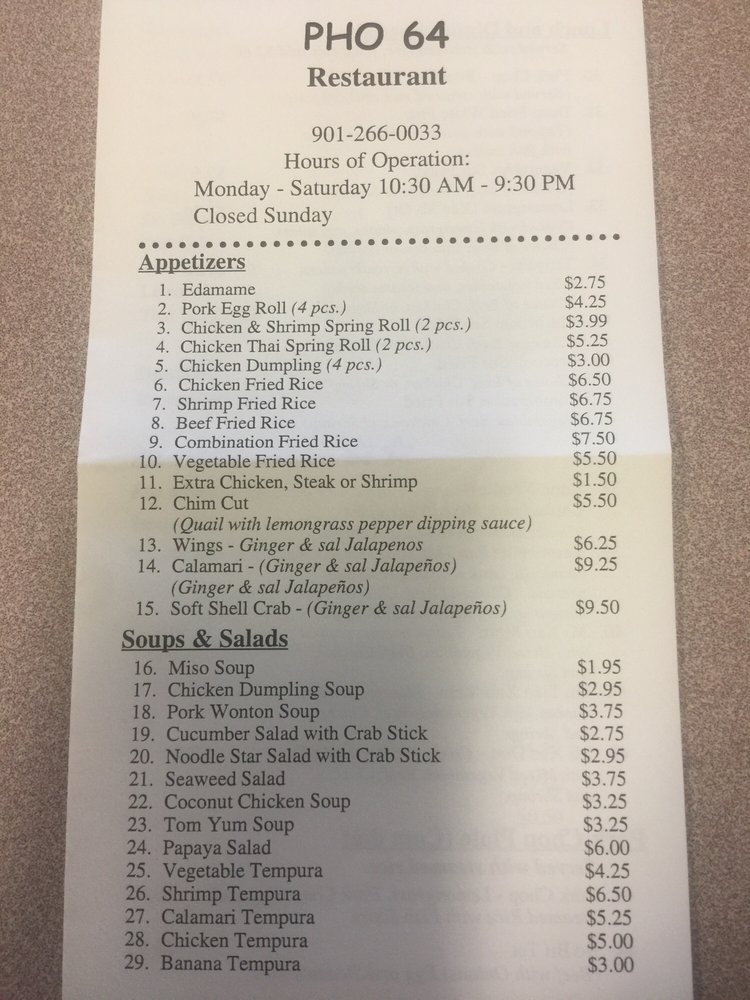 PHO 64
Restaurant
901-266-0033
Hours of Operation:
Monday - Saturday 10:30 AM - 9:30 PM
Closed Sunday
Appetizers
1. Edamame $2.75
2. Pork Egg Roll (4 pcs.) $4.25
3. Chicken & Shrimp Spring Roll (2 pcs.) $3.99
4. Chicken Thai Spring Roll (2 pcs.) $5.25
5. Chicken Dumpling (4 pcs.) $3.00
6. Chicken Fried Rice $6.50
7. Shrimp Fried Rice $6.75
8. Beef Fried Rice $6.75
9. Combination Fried Rice $7.50
10. Vegetable Fried Rice $5.50
11. Extra Chicken, Steak or Shrimp $1.50
12. Chim Cut $5.50
(Quail with lemongrass pepper dipping sauce)
13. Wings - Ginger & sal Jalapenos $6.25
14. Calamari - (Ginger & sal Jalapeños) $9.25
(Ginger & sal Jalapeños)
15. Soft Shell Crab - (Ginger & sal Jalapeños) $9.50
Soups & Salads
16. Miso Soup $1.95
17. Chicken Dumpling Soup $2.95
18. Pork Wonton Soup $3.75
19. Cucumber Salad with Crab Stick $2.75
20. Noodle Star Salad with Crab Stick $2.95
21. Seaweed Salad $3.75
22. Coconut Chicken Soup $3.25
23. Tom Yum Soup $3.25
24. Papaya Salad $6.00
25. Vegetable Tempura $4.25
26. Shrimp Tempura $6.50
27. Calamari Tempura $5.25
28. Chicken Tempura $5.00
29. Banana Tempura $3.00